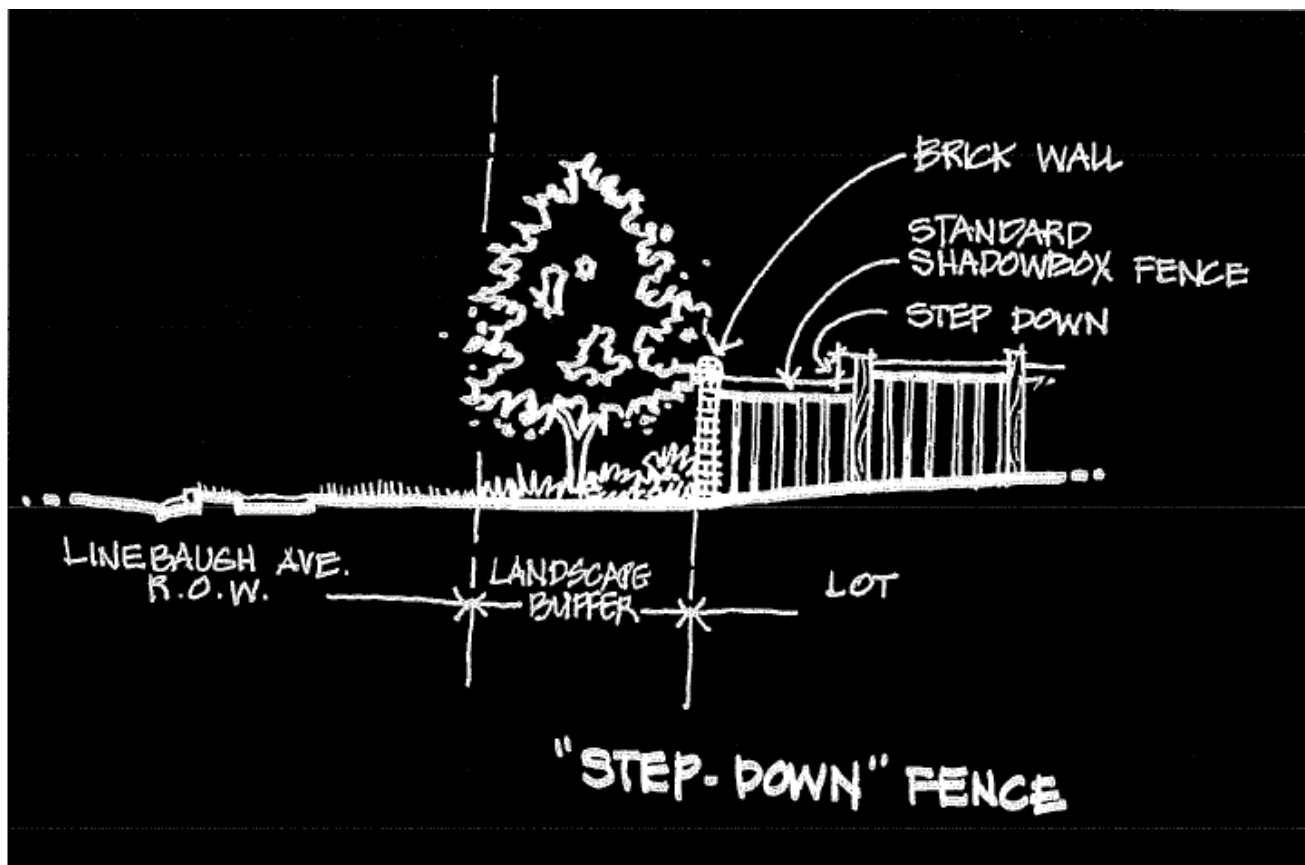 BRICK WALL
STANDARD
SHADOWBOX FENCE
STEP DOWN
LINEBAUGH AVE.
R.O.W.
LANDSCAPE
BUFFER
LOT
"STEP-DOWN" FENCE